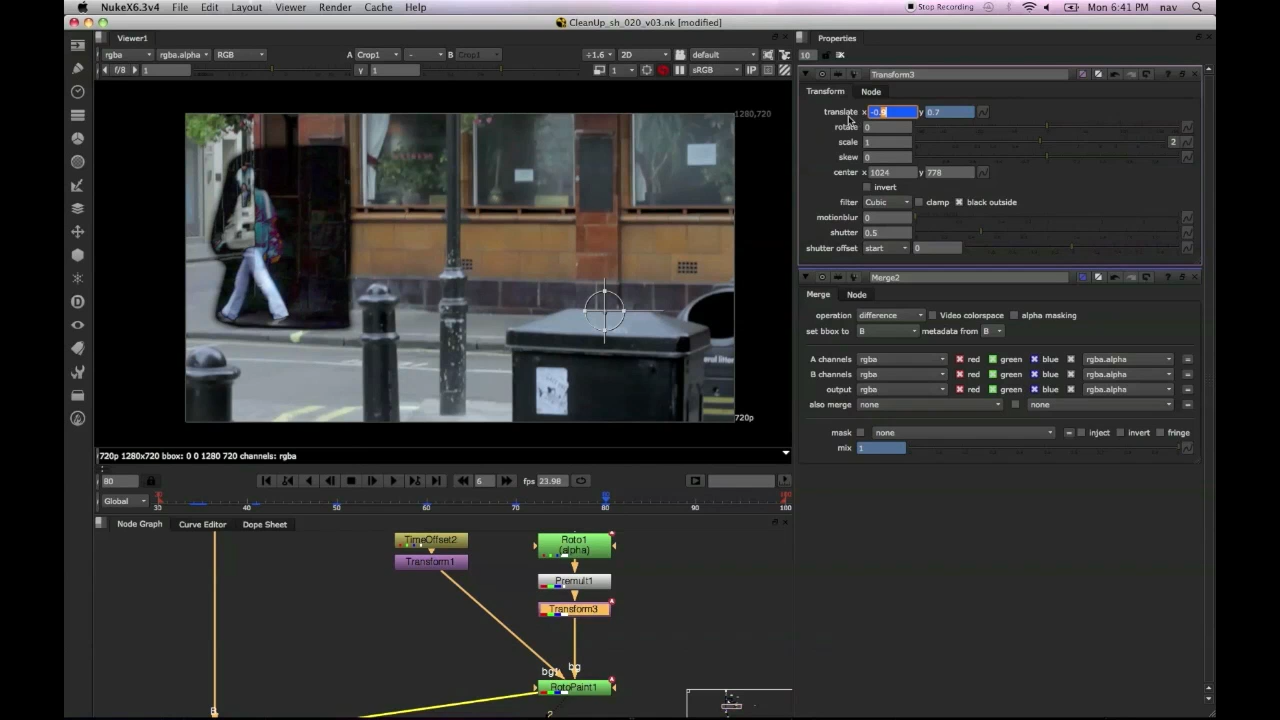 NukeX6.3v4 File Edit Layout Viewer Render Cache Help Stop Recording Mon 6:41 PM nav
CleanUp_sh_020_v03.nk [modified]
Viewer1
rgba rgba.alpha RGB A Crop1 - B Crop1 ÷1.6 2D default
f/8 1 y 1 1 sRGB IP
1280,720
720p
720p 1280x720 bbox: 0 0 1280 720 channels: rgba
80 6 fps 23.98
Global 30 40 50 60 70 80 90 100
30 100
Node Graph Curve Editor Dope Sheet
TimeOffset2
Transform1
Roto1
(alpha)
Premult1
Transform3
bg
RotoPaint1
B
2
Properties
10
Transform3
Transform Node
translate x -0.9 y 0.7
rotate 0
scale 1 2
skew 0
center x 1024 y 778
invert
filter Cubic clamp black outside
motionblur 0
shutter 0.5
shutter offset start 0
Merge2
Merge Node
operation difference Video colorspace alpha masking
set bbox to B metadata from B
A channels rgba red green blue rgba.alpha =
B channels rgba red green blue rgba.alpha =
output rgba red green blue rgba.alpha =
also merge none none =
mask none = inject invert fringe
mix 1